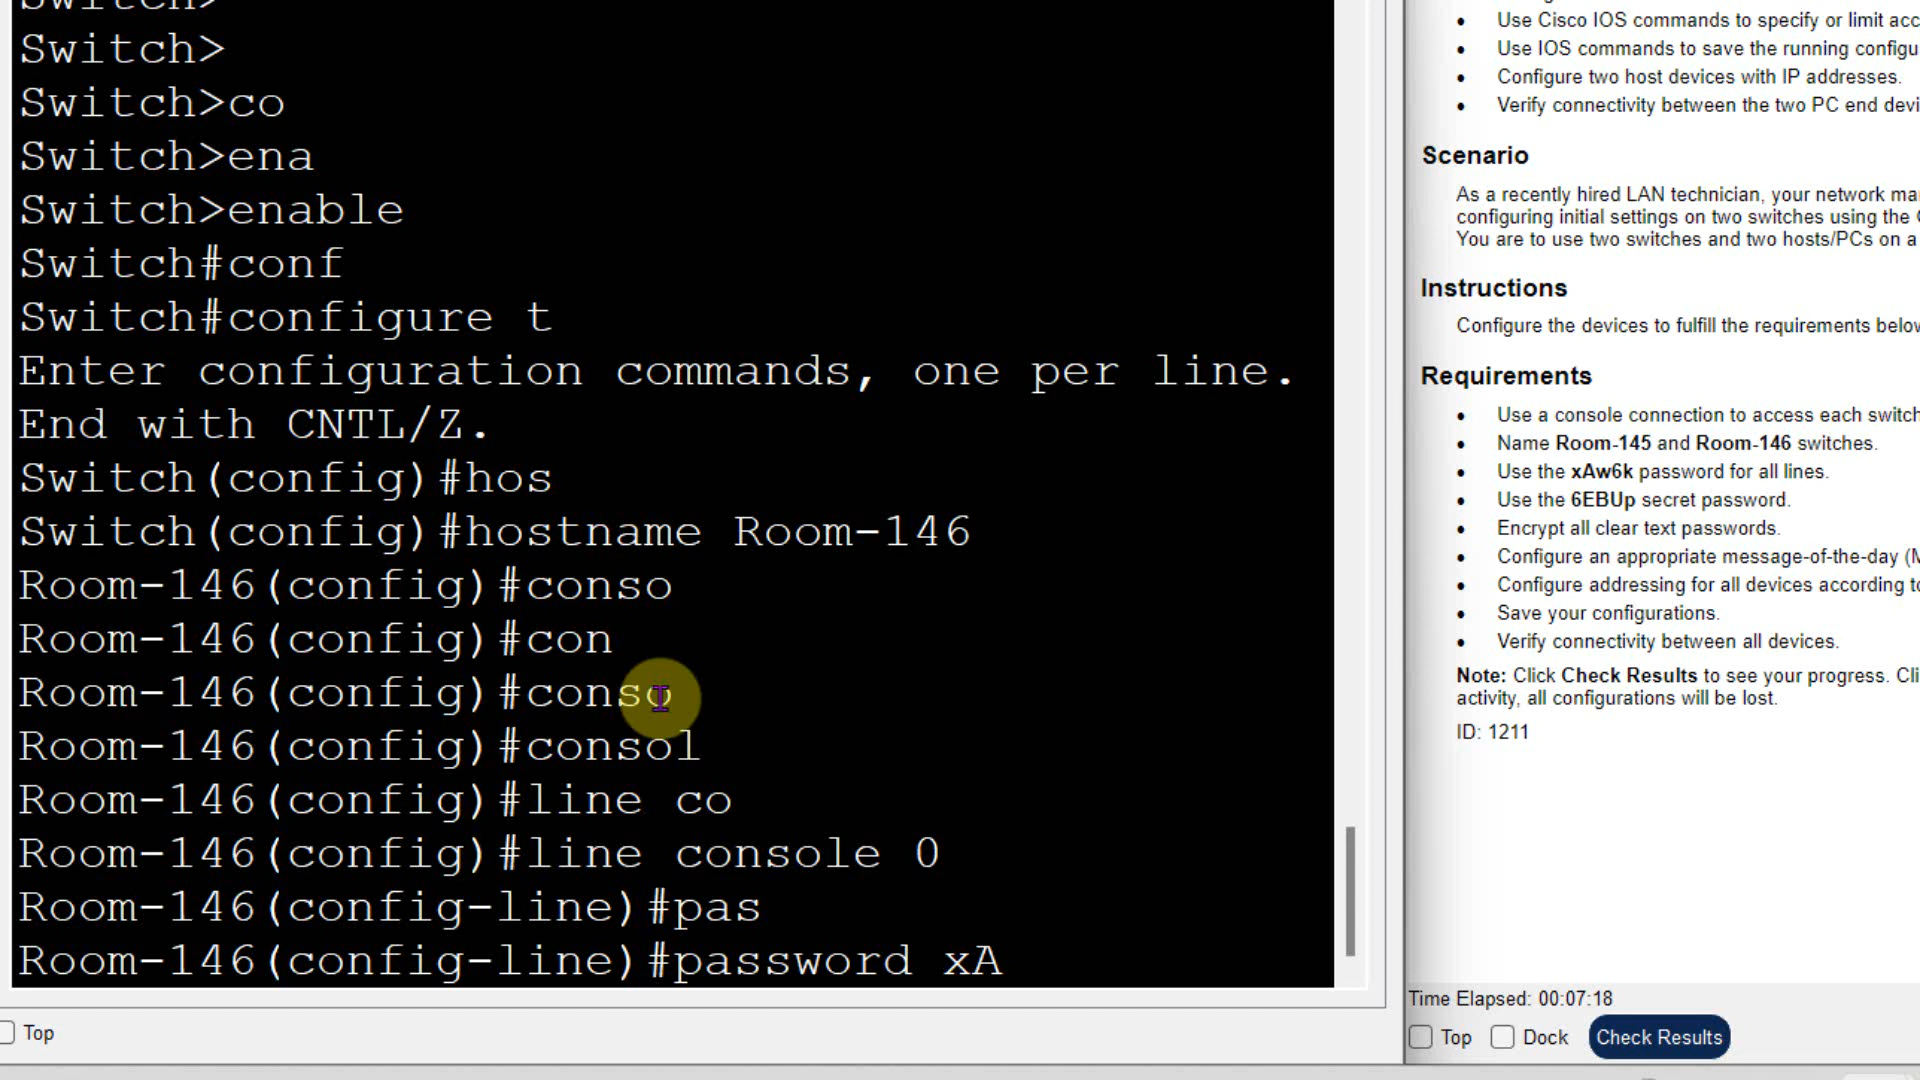 Switch>
Switch>
Switch>co
Switch>ena
Switch>enable
Switch#conf
Switch#configure t
Enter configuration commands, one per line.
End with CNTL/Z.
Switch(config)#hos
Switch(config)#hostname Room-146
Room-146(config)#conso
Room-146(config)#con
Room-146(config)#conso
Room-146(config)#consol
Room-146(config)#line co
Room-146(config)#line console 0
Room-146(config-line)#pas
Room-146(config-line)#password xA
Top
• Use Cisco IOS commands to specify or limit acc
• Use IOS commands to save the running configu
• Configure two host devices with IP addresses.
• Verify connectivity between the two PC end devi
Scenario
As a recently hired LAN technician, your network ma
configuring initial settings on two switches using the
You are to use two switches and two hosts/PCs on a
Instructions
Configure the devices to fulfill the requirements below
Requirements
• Use a console connection to access each switch
• Name Room-145 and Room-146 switches.
• Use the xAw6k password for all lines.
• Use the 6EBUp secret password.
• Encrypt all clear text passwords.
• Configure an appropriate message-of-the-day (M
• Configure addressing for all devices according to
• Save your configurations.
• Verify connectivity between all devices.
Note: Click Check Results to see your progress. Cli
activity, all configurations will be lost.
ID: 1211
Time Elapsed: 00:07:18
Top Dock Check Results